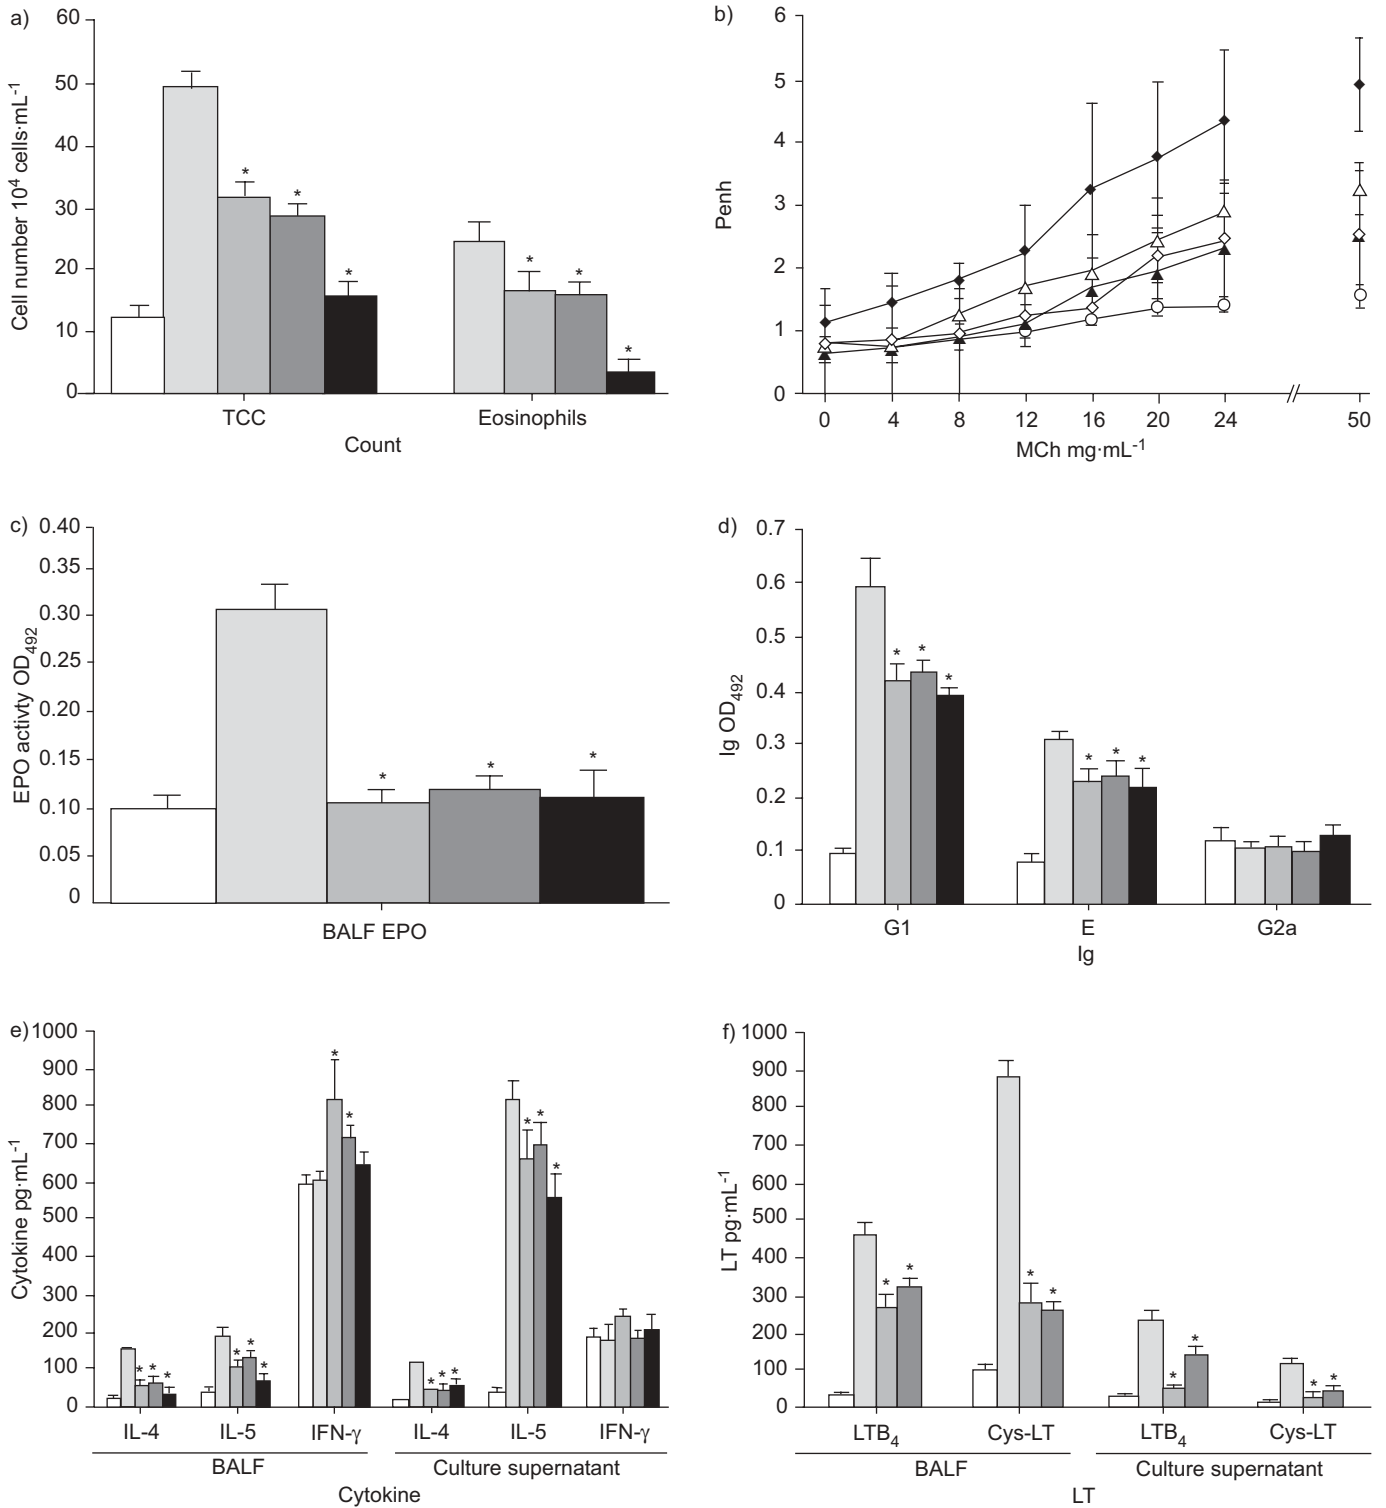 a)
60
50
40
30
20
10
0
Cell number 10⁴ cells·mL⁻¹
* * *
* * *
TCC Eosinophils
Count
b)
6
5
4
3
2
1
0
Penh
0 4 8 12 16 20 24 50
MCh mg·mL⁻¹
c)
0.40
0.35
0.30
0.25
0.20
0.15
0.10
0.05
0
EPO activty OD₄₉₂
* * *
BALF EPO
d)
0.7
0.6
0.5
0.4
0.3
0.2
0.1
0
Ig OD₄₉₂
* * *
* * *
G1 E G2a
Ig
e)
1000
900
800
700
600
500
400
300
200
100
0
Cytokine pg·mL⁻¹
* * *
* * *
* *
* * *
* * *
IL-4 IL-5 IFN-γ IL-4 IL-5 IFN-γ
BALF Culture supernatant
Cytokine
f)
1000
900
800
700
600
500
400
300
200
100
0
LT pg·mL⁻¹
* *
* *
* *
* *
LTB₄ Cys-LT LTB₄ Cys-LT
BALF Culture supernatant
LT